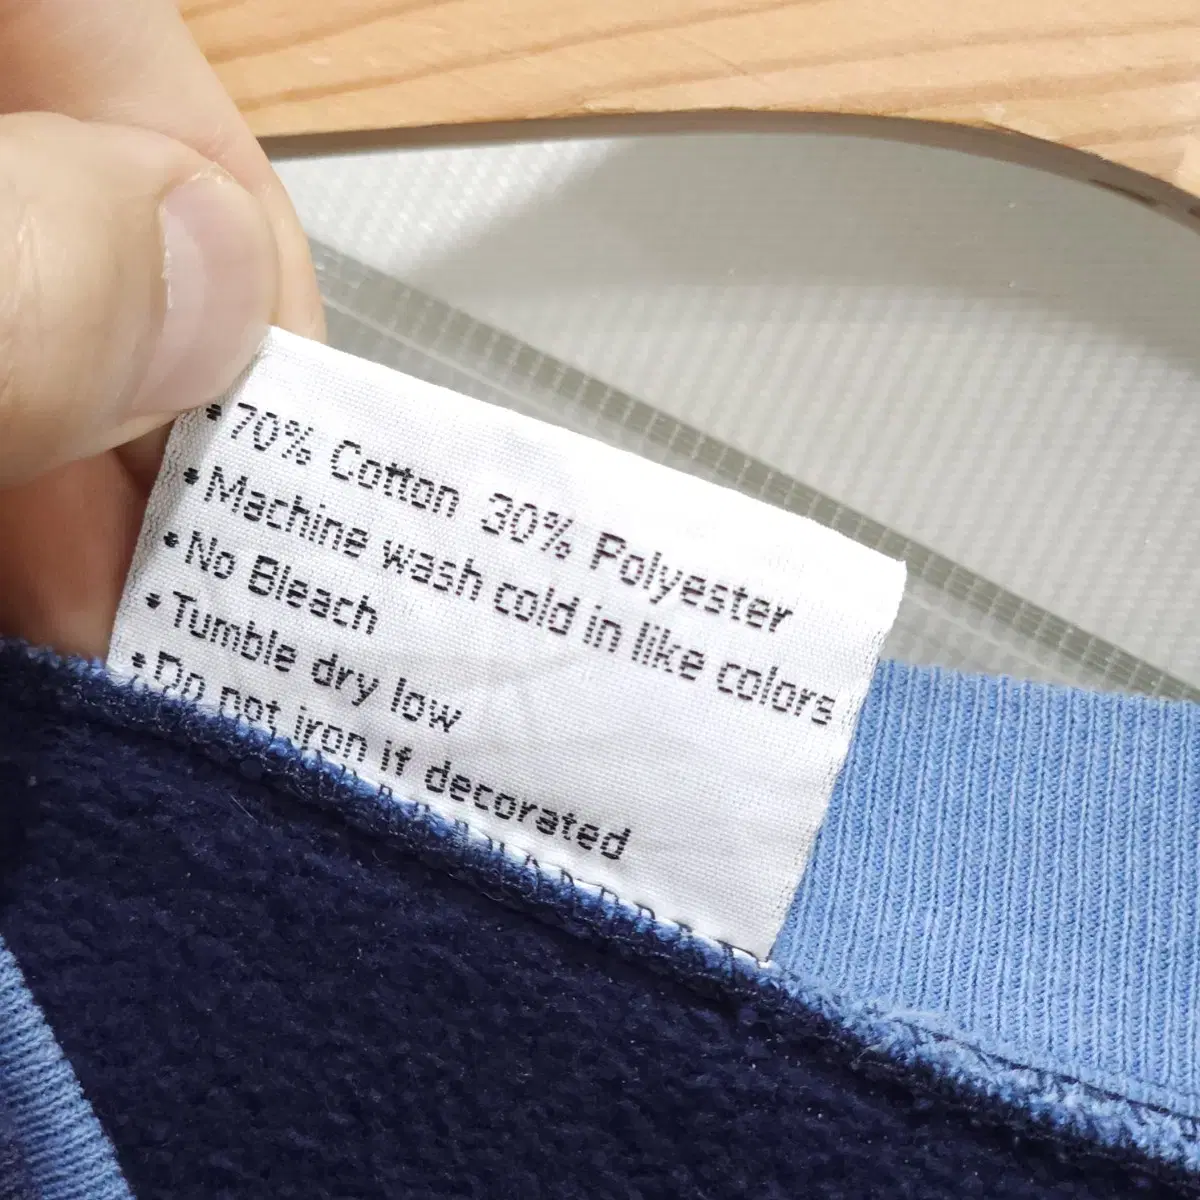 • 70% Cotton 30% Polyester
• Machine wash cold in like colors
• No Bleach
• Tumble dry low
• Do not iron if decorated